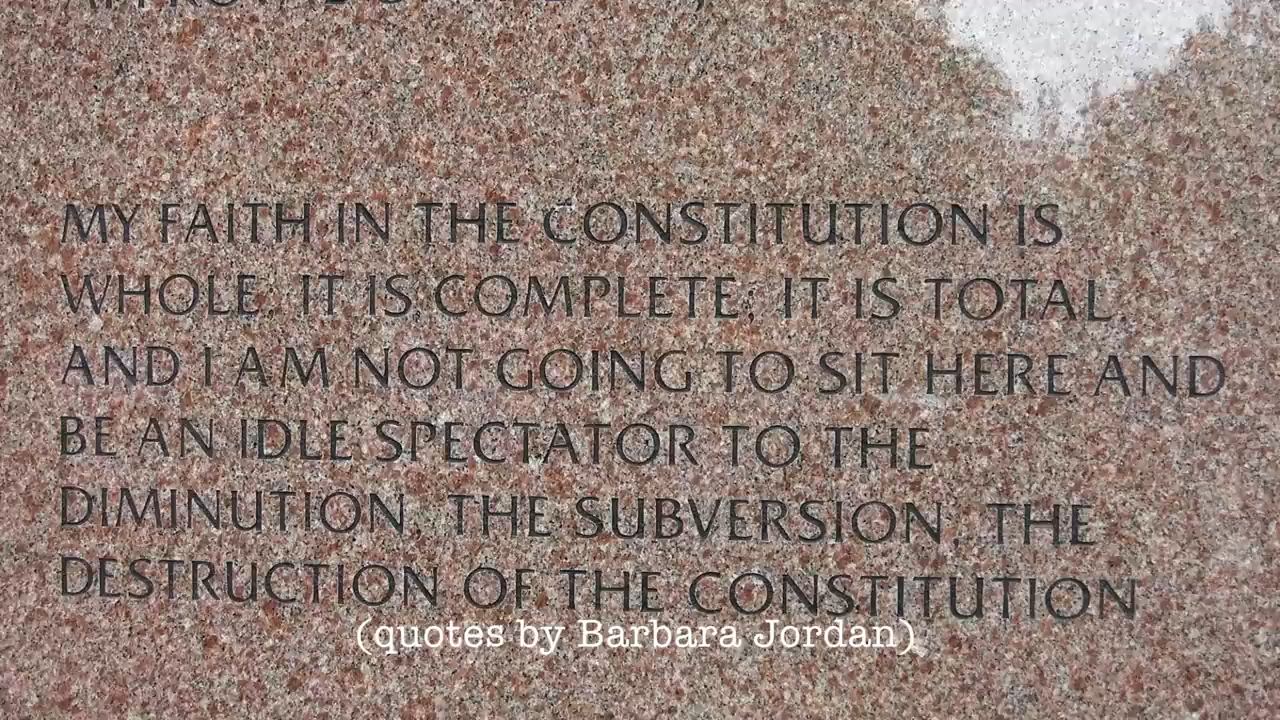 MY FAITH IN THE CONSTITUTION IS
WHOLE. IT IS COMPLETE. IT IS TOTAL.
AND I AM NOT GOING TO SIT HERE AND
BE AN IDLE SPECTATOR TO THE
DIMINUTION, THE SUBVERSION, THE
DESTRUCTION OF THE CONSTITUTION
(quotes by Barbara Jordan)